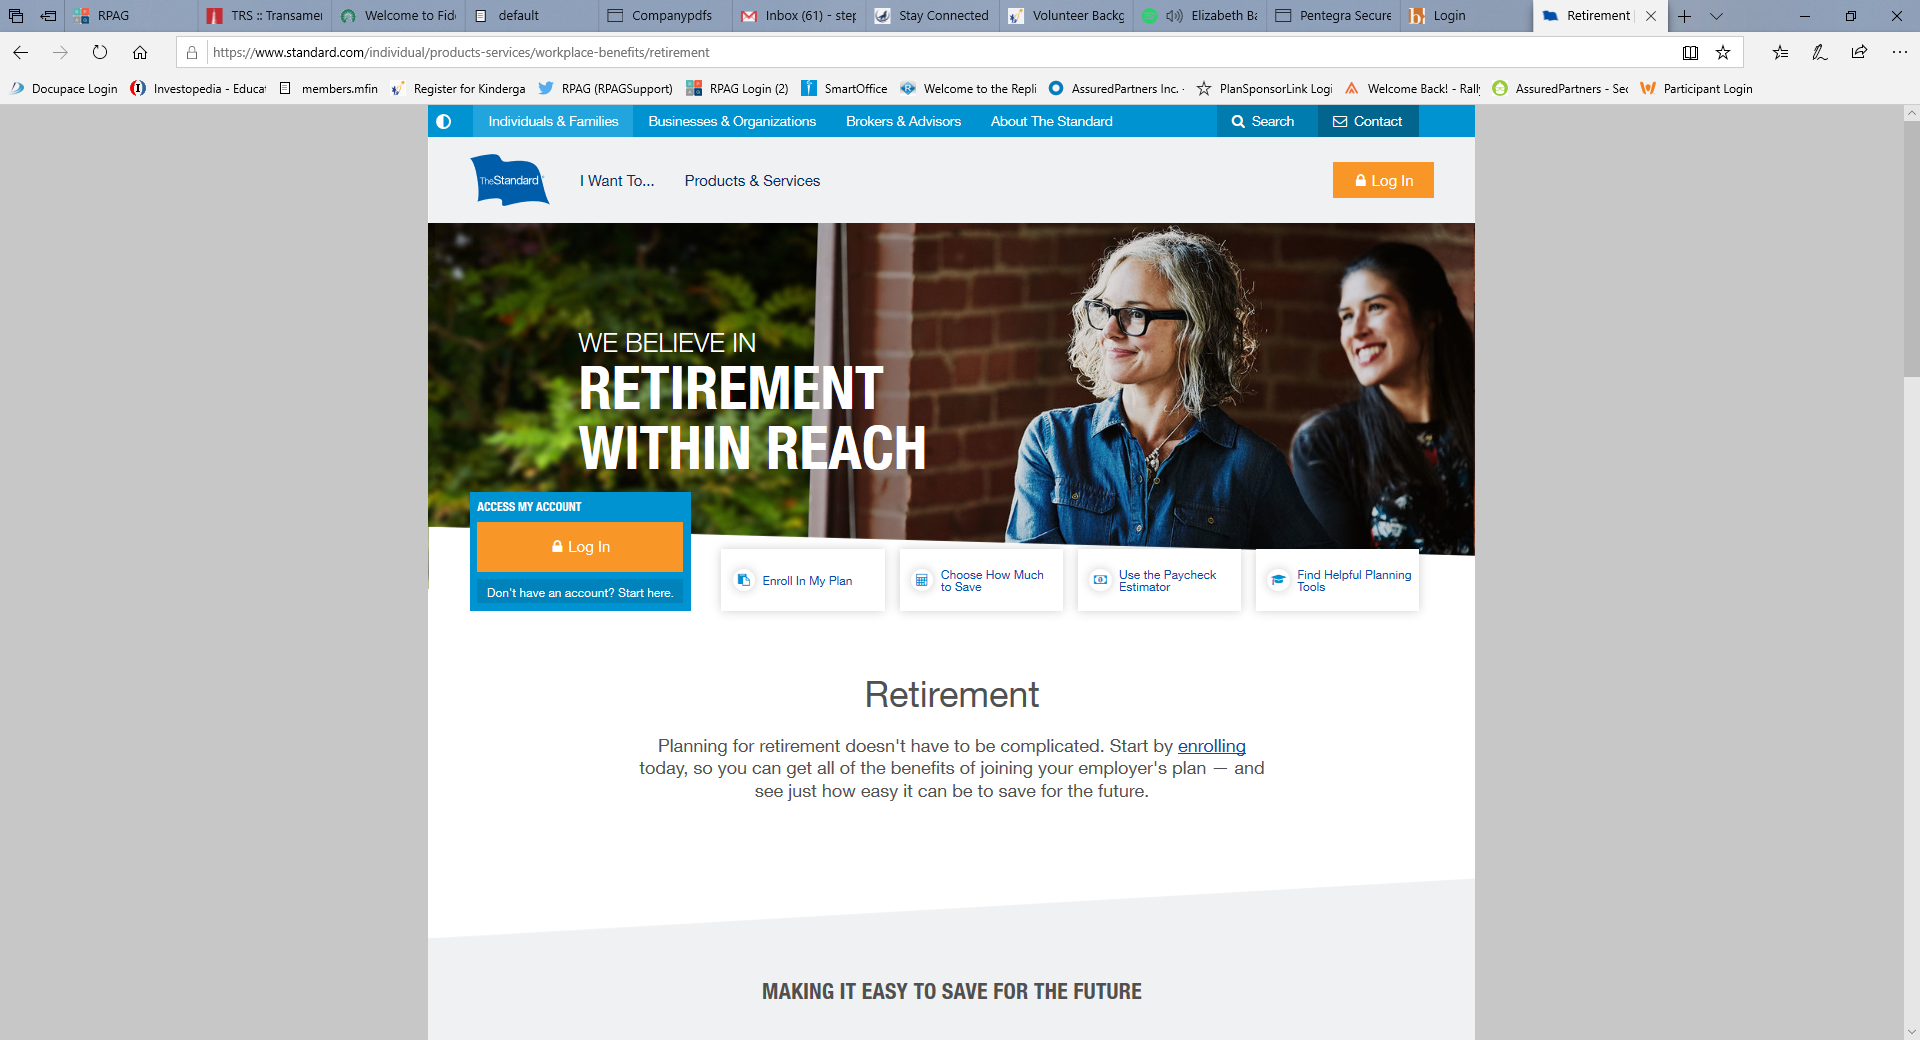 RPAG
TRS :: Transamer
Welcome to Fide
default
Companypdfs
Inbox (61) - step
Stay Connected
Volunteer Backg
Elizabeth Ba
Pentegra Secure
Login
Retirement
https://www.standard.com/individual/products-services/workplace-benefits/retirement
Docupace Login
Investopedia - Educat
members.mfin
Register for Kinderga
RPAG (RPAGSupport)
RPAG Login (2)
SmartOffice
Welcome to the Repli
AssuredPartners Inc. -
PlanSponsorLink Logi
Welcome Back! - Rally
AssuredPartners - Sec
Participant Login
Individuals & Families
Businesses & Organizations
Brokers & Advisors
About The Standard
Search
Contact
TheStandard
I Want To...
Products & Services
Log In
WE BELIEVE IN
RETIREMENT
WITHIN REACH
ACCESS MY ACCOUNT
Log In
Don't have an account? Start here.
Enroll In My Plan
Choose How Much
to Save
Use the Paycheck
Estimator
Find Helpful Planning
Tools
Retirement
Planning for retirement doesn't have to be complicated. Start by enrolling
today, so you can get all of the benefits of joining your employer's plan — and
see just how easy it can be to save for the future.
MAKING IT EASY TO SAVE FOR THE FUTURE